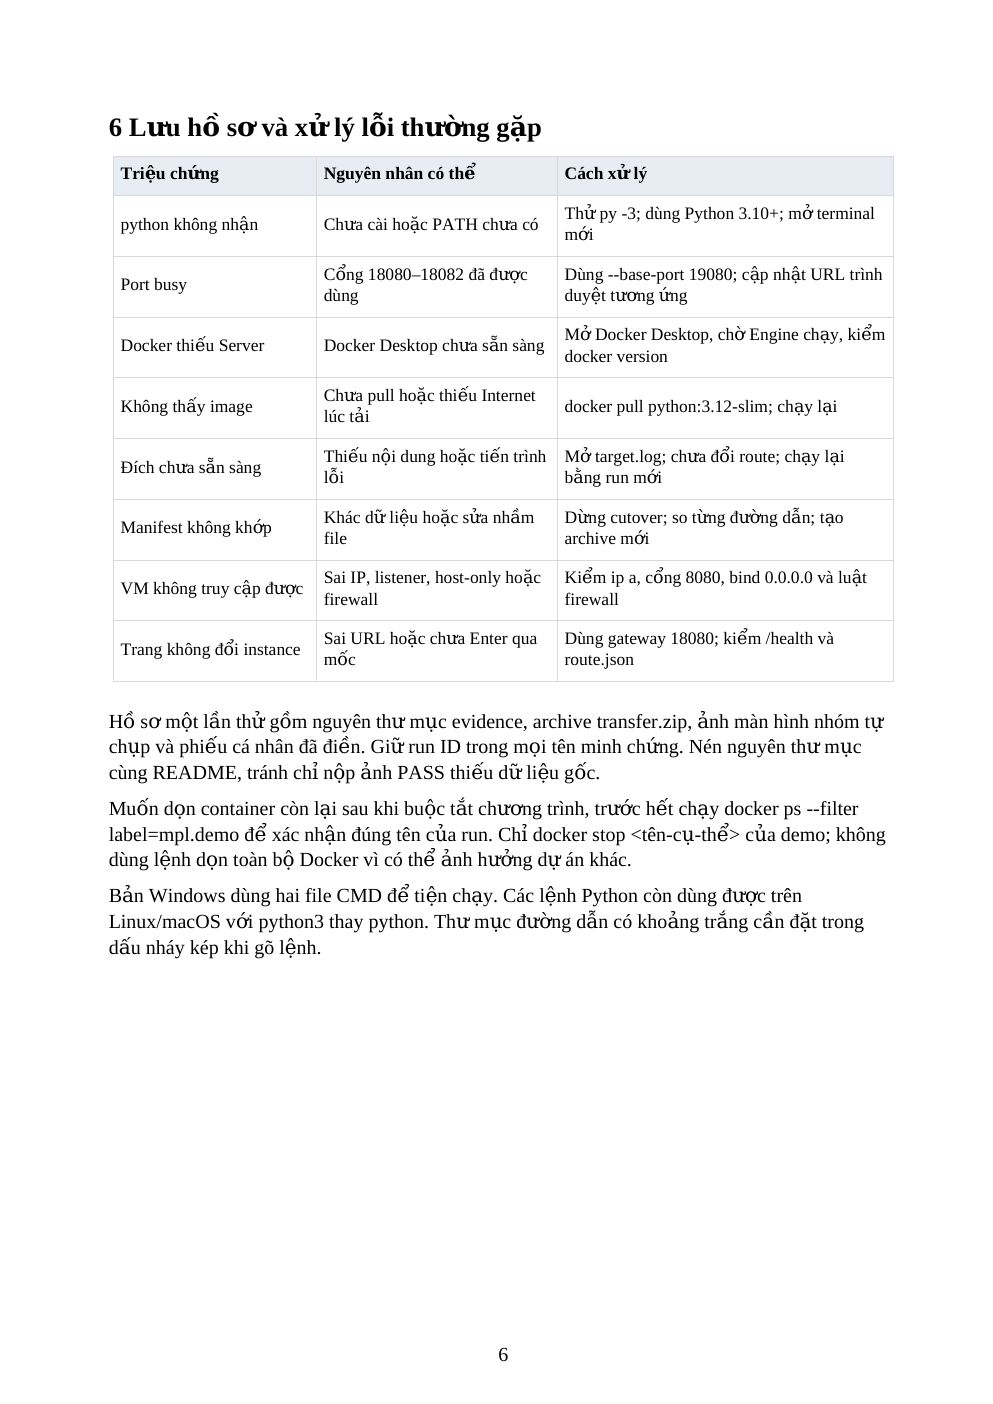 6 Lưu hồ sơ và xử lý lỗi thường gặp
Triệu chứng
Nguyên nhân có thể
Cách xử lý
python không nhận
Chưa cài hoặc PATH chưa có
Thử py -3; dùng Python 3.10+; mở terminal
mới
Port busy
Cổng 18080–18082 đã được
dùng
Dùng --base-port 19080; cập nhật URL trình
duyệt tương ứng
Docker thiếu Server
Docker Desktop chưa sẵn sàng
Mở Docker Desktop, chờ Engine chạy, kiểm
docker version
Không thấy image
Chưa pull hoặc thiếu Internet
lúc tải
docker pull python:3.12-slim; chạy lại
Đích chưa sẵn sàng
Thiếu nội dung hoặc tiến trình
lỗi
Mở target.log; chưa đổi route; chạy lại
bằng run mới
Manifest không khớp
Khác dữ liệu hoặc sửa nhầm
file
Dừng cutover; so từng đường dẫn; tạo
archive mới
VM không truy cập được
Sai IP, listener, host-only hoặc
firewall
Kiểm ip a, cổng 8080, bind 0.0.0.0 và luật
firewall
Trang không đổi instance
Sai URL hoặc chưa Enter qua
mốc
Dùng gateway 18080; kiểm /health và
route.json
Hồ sơ một lần thử gồm nguyên thư mục evidence, archive transfer.zip, ảnh màn hình nhóm tự
chụp và phiếu cá nhân đã điền. Giữ run ID trong mọi tên minh chứng. Nén nguyên thư mục
cùng README, tránh chỉ nộp ảnh PASS thiếu dữ liệu gốc.
Muốn dọn container còn lại sau khi buộc tắt chương trình, trước hết chạy docker ps --filter
label=mpl.demo để xác nhận đúng tên của run. Chỉ docker stop <tên-cụ-thể> của demo; không
dùng lệnh dọn toàn bộ Docker vì có thể ảnh hưởng dự án khác.
Bản Windows dùng hai file CMD để tiện chạy. Các lệnh Python còn dùng được trên
Linux/macOS với python3 thay python. Thư mục đường dẫn có khoảng trắng cần đặt trong
dấu nháy kép khi gõ lệnh.
6